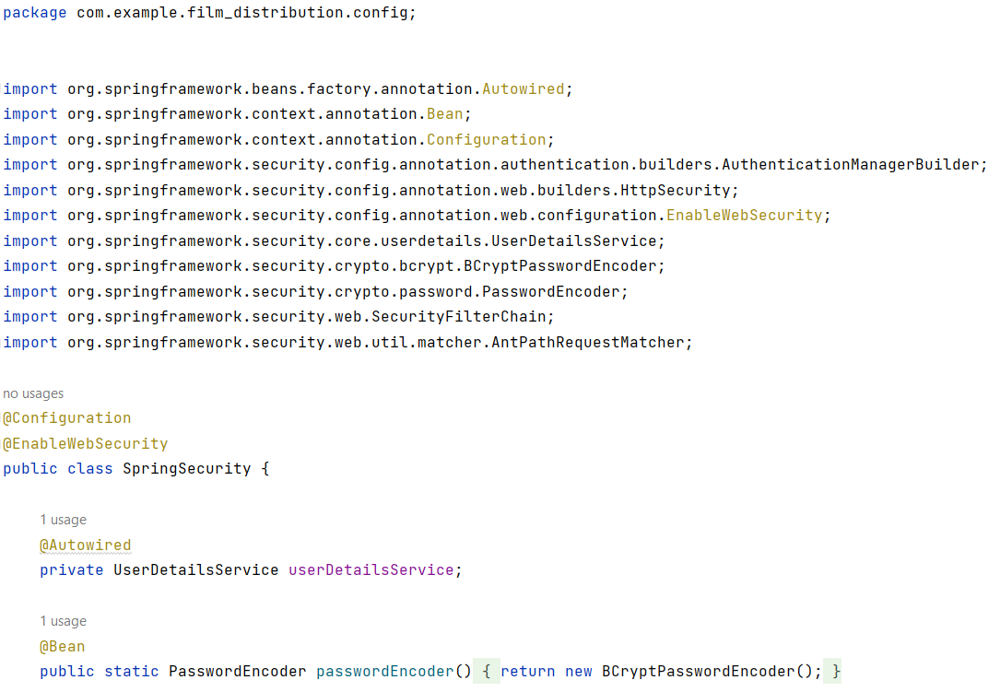 package com.example.film_distribution.config;
import org.springframework.beans.factory.annotation.Autowired;
import org.springframework.context.annotation.Bean;
import org.springframework.context.annotation.Configuration;
import org.springframework.security.config.annotation.authentication.builders.AuthenticationManagerBuilder;
import org.springframework.security.config.annotation.web.builders.HttpSecurity;
import org.springframework.security.config.annotation.web.configuration.EnableWebSecurity;
import org.springframework.security.core.userdetails.UserDetailsService;
import org.springframework.security.crypto.bcrypt.BCryptPasswordEncoder;
import org.springframework.security.crypto.password.PasswordEncoder;
import org.springframework.security.web.SecurityFilterChain;
import org.springframework.security.web.util.matcher.AntPathRequestMatcher;
no usages
@Configuration
@EnableWebSecurity
public class SpringSecurity {
1 usage
@Autowired
private UserDetailsService userDetailsService;
1 usage
@Bean
public static PasswordEncoder passwordEncoder() { return new BCryptPasswordEncoder(); }